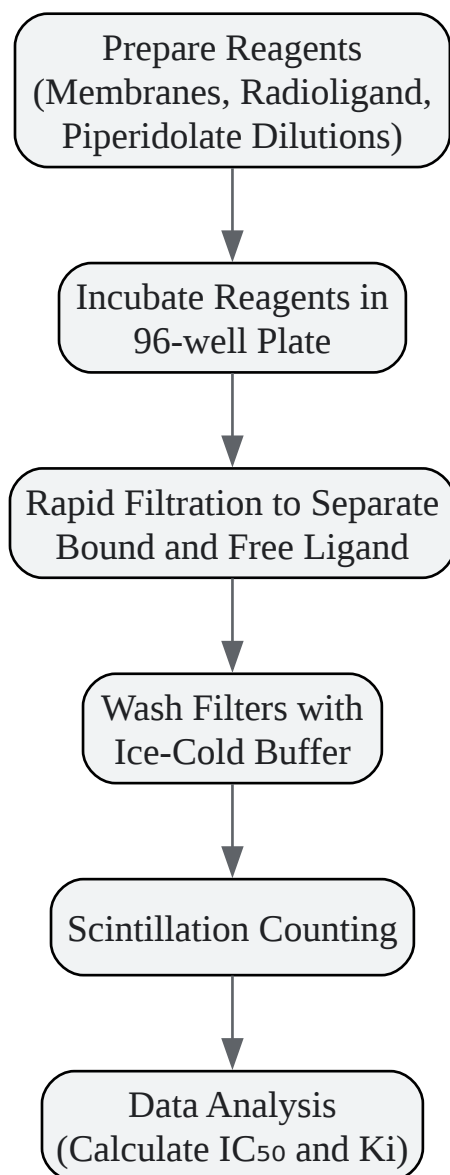 Prepare Reagents
(Membranes, Radioligand,
Piperidolate Dilutions)
Incubate Reagents in
96-well Plate
Rapid Filtration to Separate
Bound and Free Ligand
Wash Filters with
Ice-Cold Buffer
Scintillation Counting
Data Analysis
(Calculate IC₅₀ and Ki)